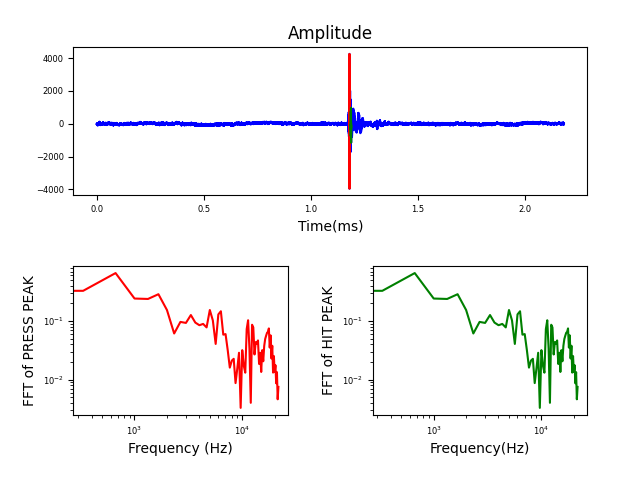 Amplitude
4000
2000
0
−2000
−4000
0.0 0.5 1.0 1.5 2.0
Time(ms)
FFT of PRESS PEAK
10⁻¹
10⁻²
10³ 10⁴
Frequency (Hz)
FFT of HIT PEAK
10⁻¹
10⁻²
10³ 10⁴
Frequency(Hz)